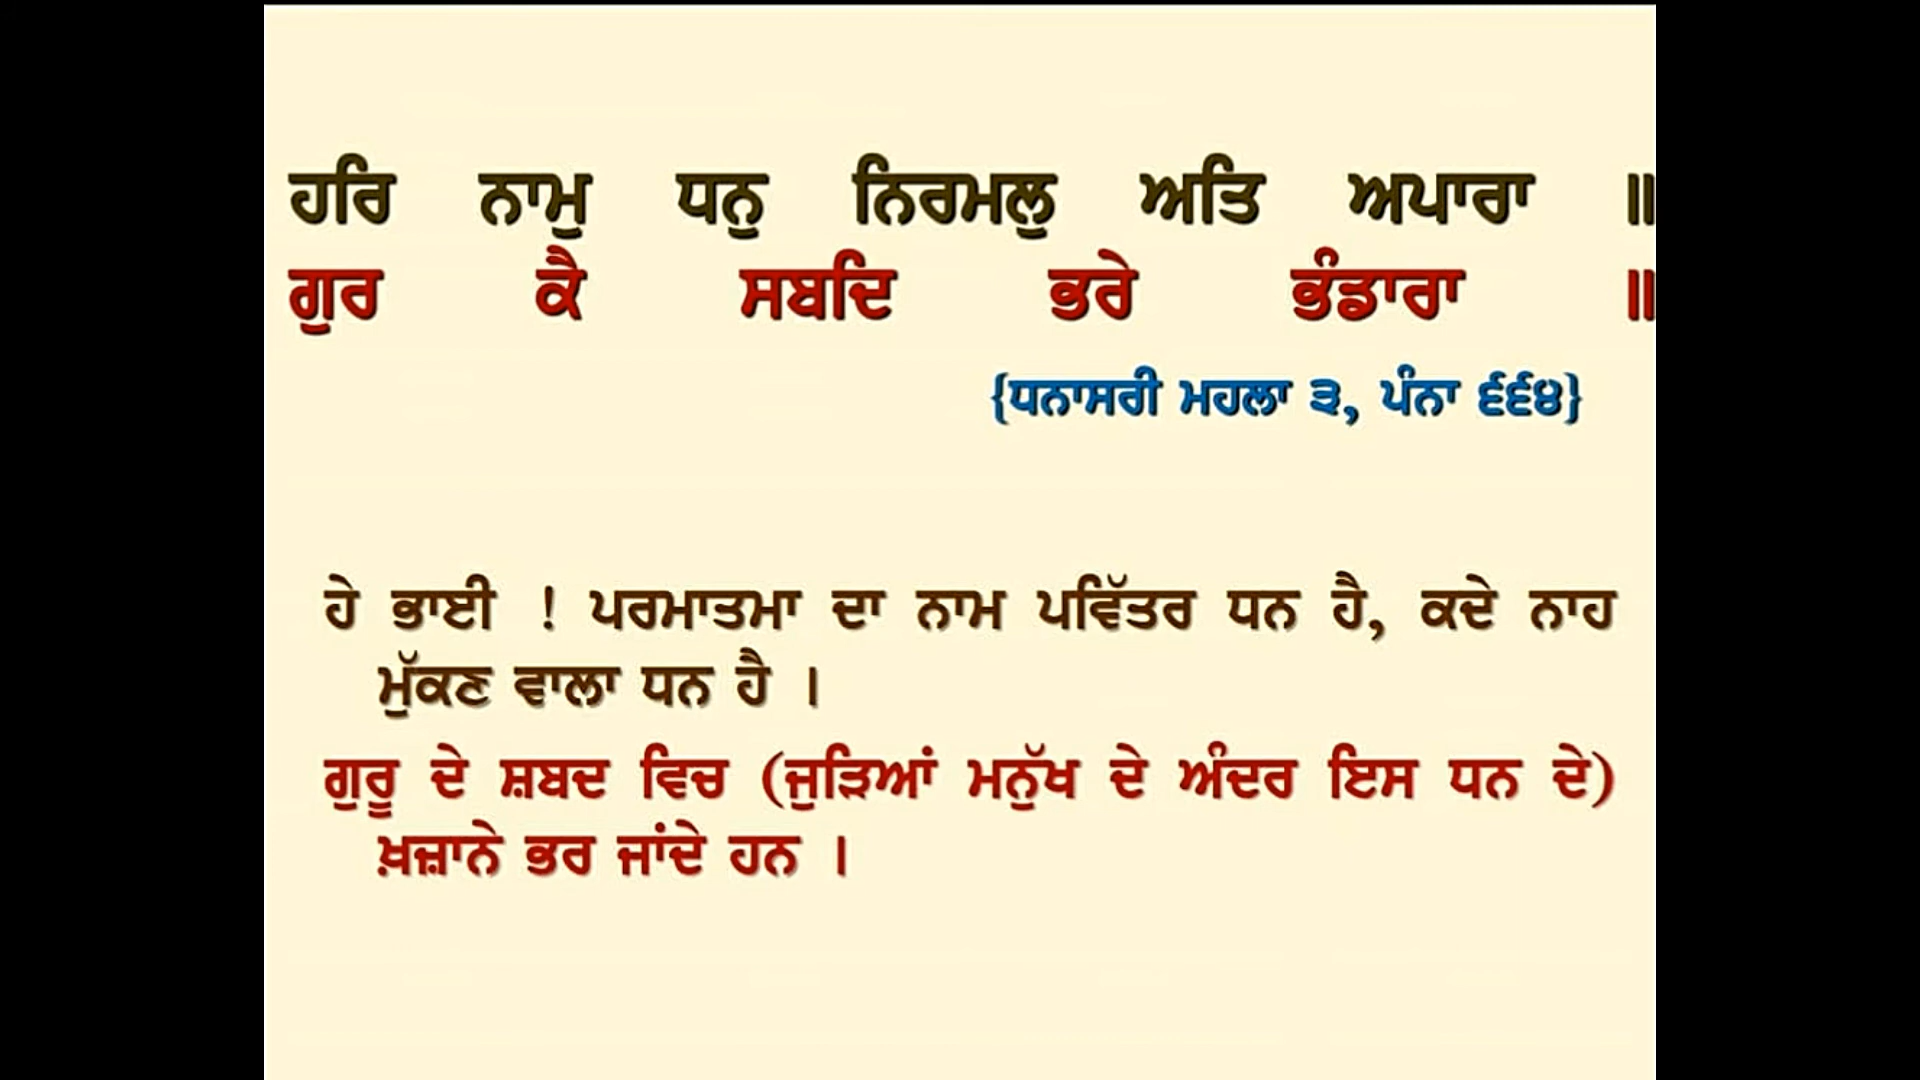 ਹਰਿ ਨਾਮੁ ਧਨੁ ਨਿਰਮਲੁ ਅਤਿ ਅਪਾਰਾ ॥
ਗੁਰ ਕੈ ਸਬਦਿ ਭਰੇ ਭੰਡਾਰਾ ॥
{ਧਨਾਸਰੀ ਮਹਲਾ ੩, ਪੰਨਾ ੬੬੪}
ਹੇ ਭਾਈ ! ਪਰਮਾਤਮਾ ਦਾ ਨਾਮ ਪਵਿੱਤਰ ਧਨ ਹੈ, ਕਦੇ ਨਾਹ
ਮੁੱਕਣ ਵਾਲਾ ਧਨ ਹੈ ।
ਗੁਰੂ ਦੇ ਸ਼ਬਦ ਵਿਚ (ਜੁੜਿਆਂ ਮਨੁੱਖ ਦੇ ਅੰਦਰ ਇਸ ਧਨ ਦੇ)
ਖ਼ਜ਼ਾਨੇ ਭਰ ਜਾਂਦੇ ਹਨ ।